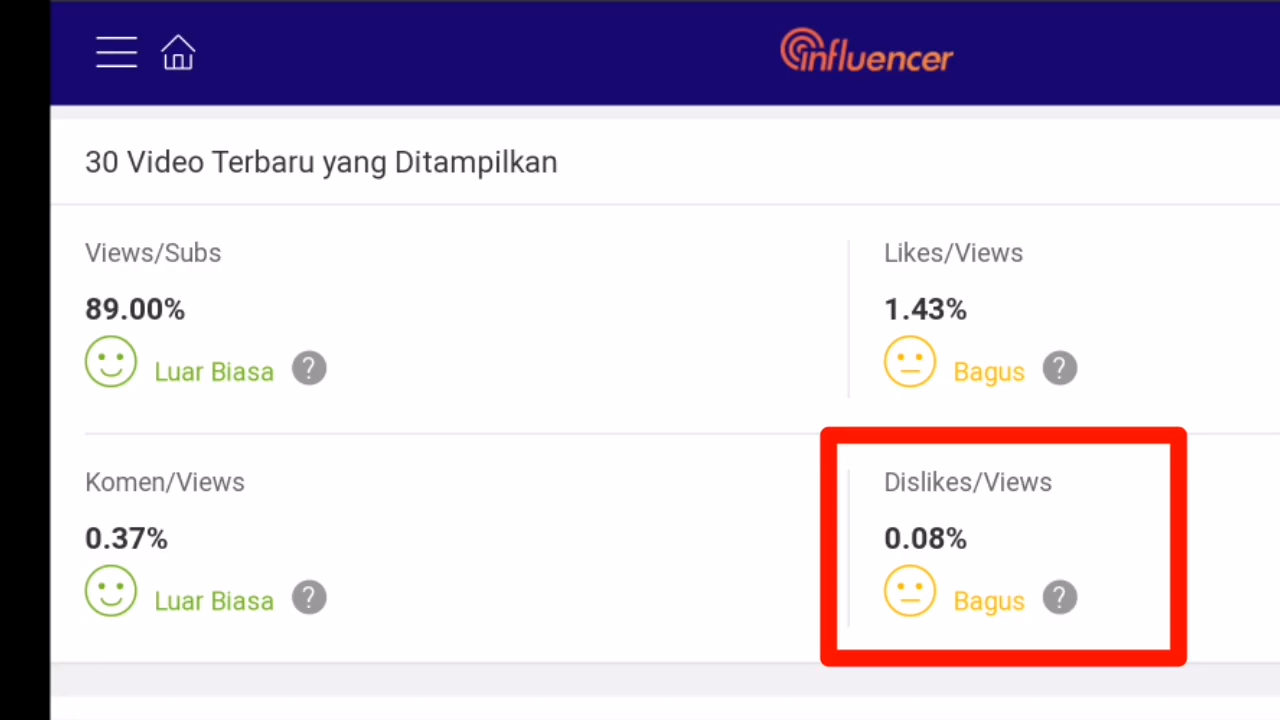 influencer
30 Video Terbaru yang Ditampilkan
Views/Subs
89.00%
Luar Biasa ?
Likes/Views
1.43%
Bagus ?
Komen/Views
0.37%
Luar Biasa ?
Dislikes/Views
0.08%
Bagus ?